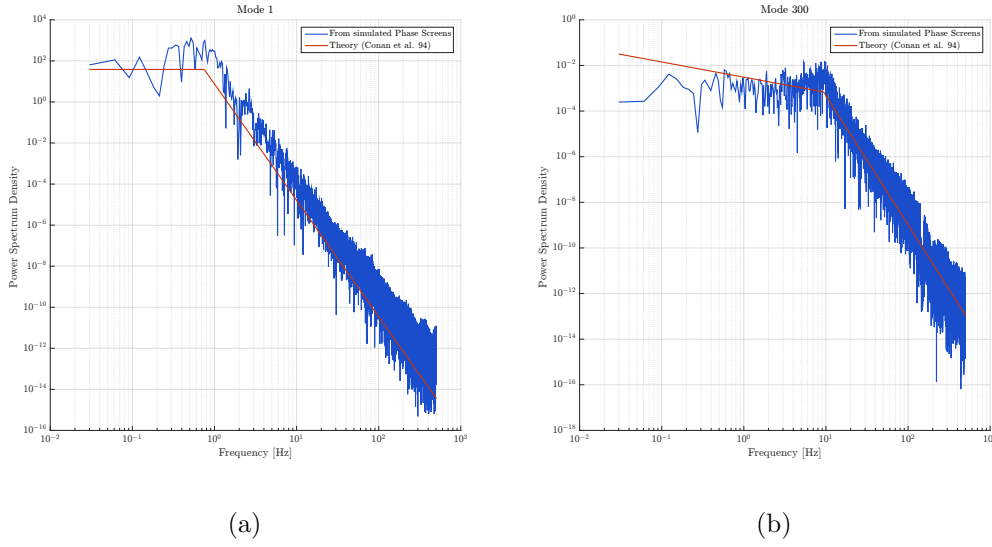 Mode 1
From simulated Phase Screens
Theory (Conan et al. 94)
Power Spectrum Density
10^4
10^2
10^0
10^-2
10^-4
10^-6
10^-8
10^-10
10^-12
10^-14
10^-16
10^-2
10^-1
10^0
10^1
10^2
10^3
Frequency [Hz]
(a)
Mode 300
From simulated Phase Screens
Theory (Conan et al. 94)
Power Spectrum Density
10^0
10^-2
10^-4
10^-6
10^-8
10^-10
10^-12
10^-14
10^-16
10^-18
10^-2
10^-1
10^0
10^1
10^2
10
Frequency [Hz]
(b)